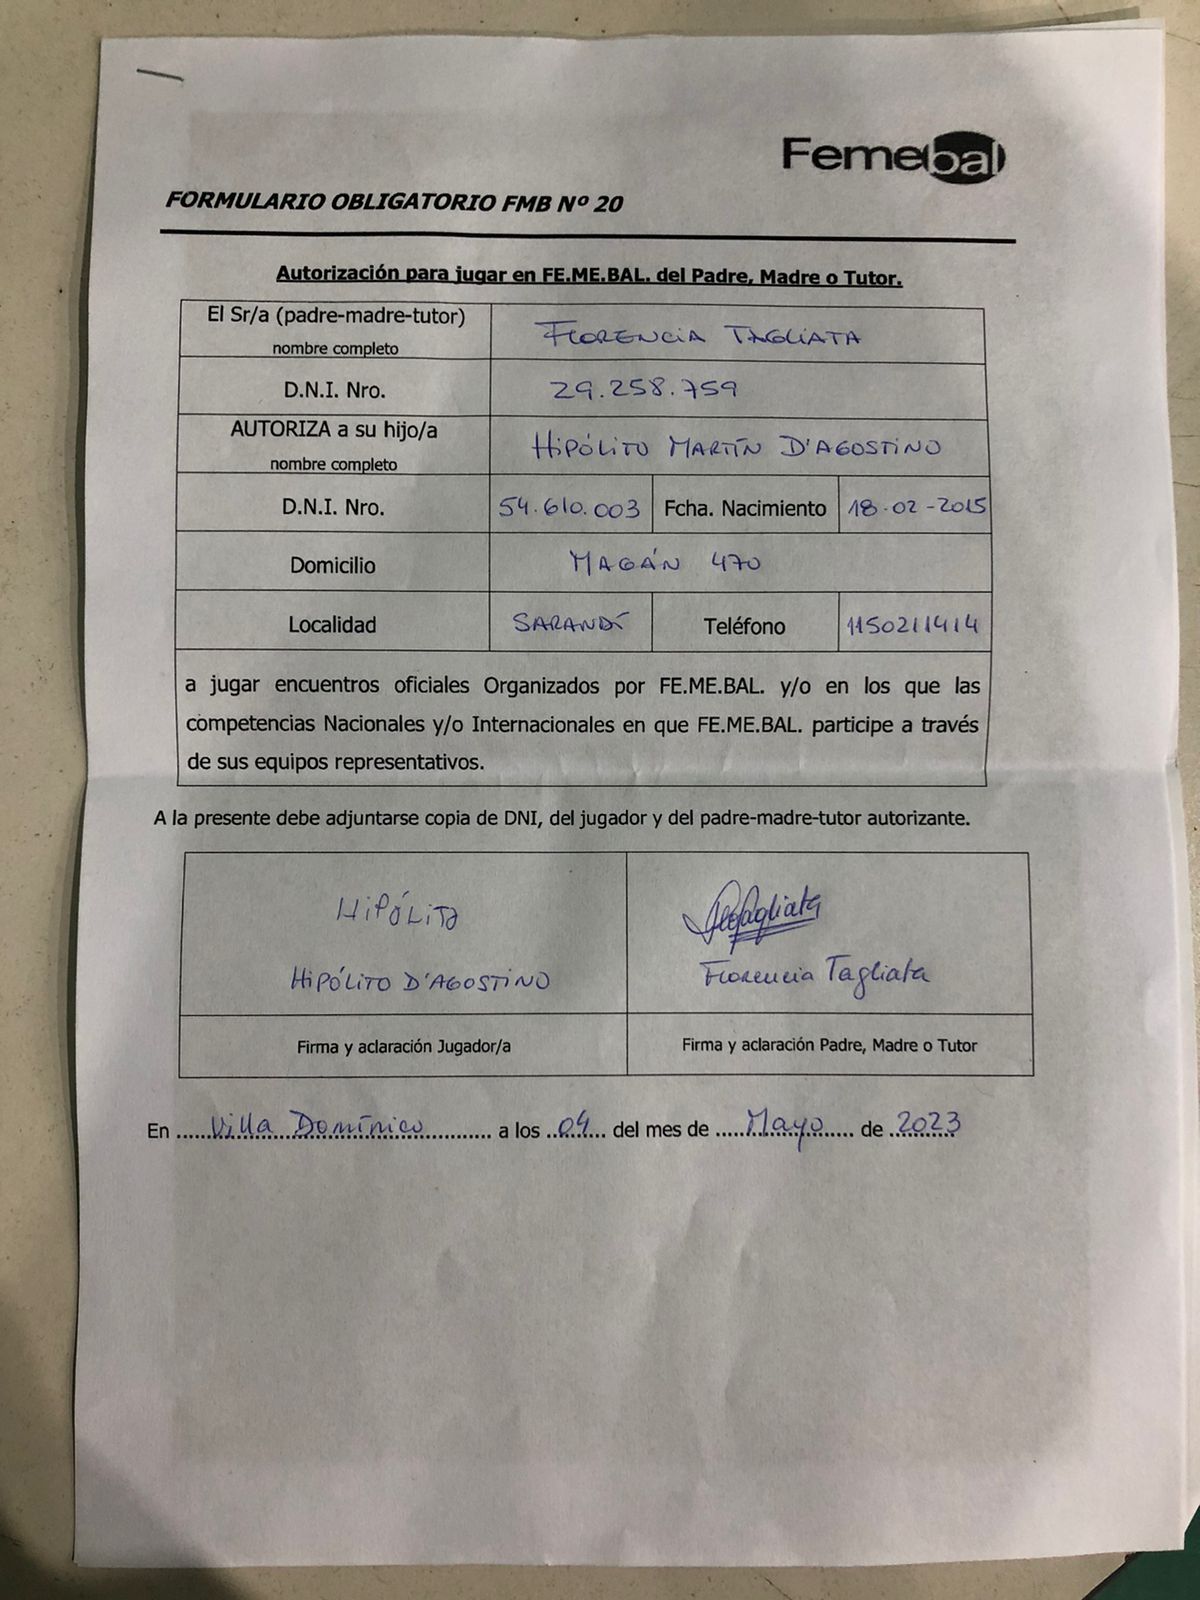 Femebal
FORMULARIO OBLIGATORIO FMB Nº 20
Autorización para jugar en FE.ME.BAL. del Padre, Madre o Tutor.
El Sr/a (padre-madre-tutor) FLORENCIA TAGLIATA
nombre completo
D.N.I. Nro. 29.258.759
AUTORIZA a su hijo/a HIPÓLITO MARTÍN D'AGOSTINO
nombre completo
D.N.I. Nro. 54.610.003 Fcha. Nacimiento 18-02-2015
Domicilio MAGÁN 470
Localidad SARANDÍ Teléfono 1150211414
a jugar encuentros oficiales Organizados por FE.ME.BAL. y/o en los que las
competencias Nacionales y/o Internacionales en que FE.ME.BAL. participe a través
de sus equipos representativos.
A la presente debe adjuntarse copia de DNI, del jugador y del padre-madre-tutor autorizante.
HIPÓLITO
HIPÓLITO D'AGOSTINO Florencia Tagliata
Firma y aclaración Jugador/a Firma y aclaración Padre, Madre o Tutor
En Villa Domínico a los 04 del mes de Mayo de 2023